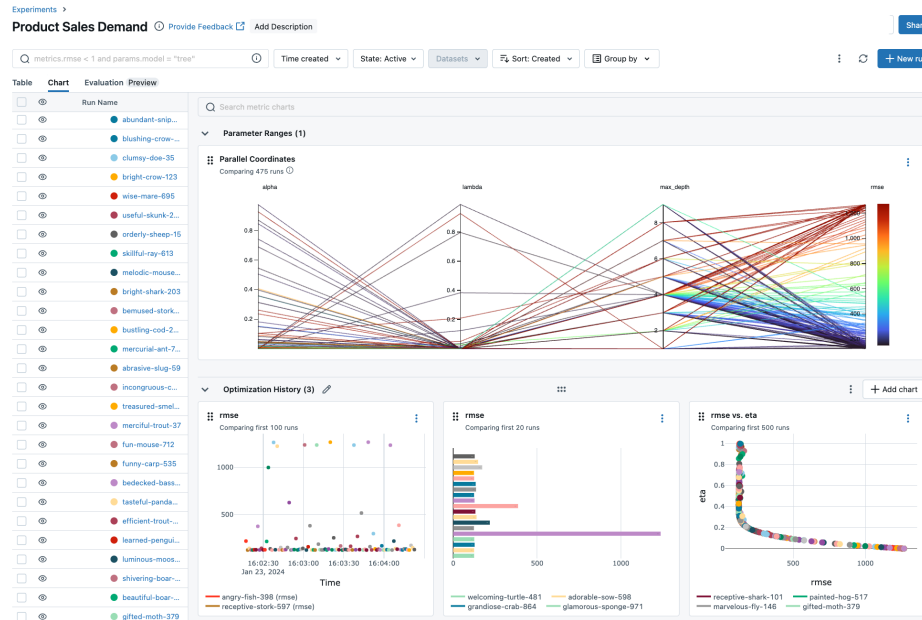 Experiments >
Product Sales Demand Provide Feedback Add Description
Shar
metrics.rmse < 1 and params.model = "tree" Time created State: Active Datasets Sort: Created Group by + New ru
Table Chart Evaluation Preview
Run Name
abundant-snip...
blushing-crow-...
clumsy-doe-35
bright-crow-123
wise-mare-695
useful-skunk-2...
orderly-sheep-15
skillful-ray-613
melodic-mouse...
bright-shark-203
bemused-stork...
bustling-cod-2...
mercurial-ant-7...
abrasive-slug-59
incongruous-c...
treasured-smel...
merciful-trout-37
fun-mouse-712
funny-carp-535
bedecked-bass...
tasteful-panda...
efficient-trout-...
learned-pengui...
luminous-moos...
shivering-boar-...
beautiful-boar-...
gifted-moth-379
Search metric charts
Parameter Ranges (1)
Parallel Coordinates
Comparing 475 runs
alpha lambda max_depth rmse
0.8
0.6
0.4
0.2
0.8
0.6
0.4
0.2
8
6
3
1,000
800
600
400
Optimization History (3) + Add chart
rmse
Comparing first 100 runs
1000
500
16:02:30 16:03:00 16:03:30 16:04:00
Jan 23, 2024
Time
angry-fish-398 (rmse)
receptive-stork-597 (rmse)
rmse
Comparing first 20 runs
0 500 1000
welcoming-turtle-481 adorable-sow-598
grandiose-crab-864 glamorous-sponge-971
rmse vs. eta
Comparing first 500 runs
eta
1
0.8
0.6
0.4
0.2
0
500 1000
rmse
receptive-shark-101 painted-hog-517
marvelous-fly-146 gifted-moth-379